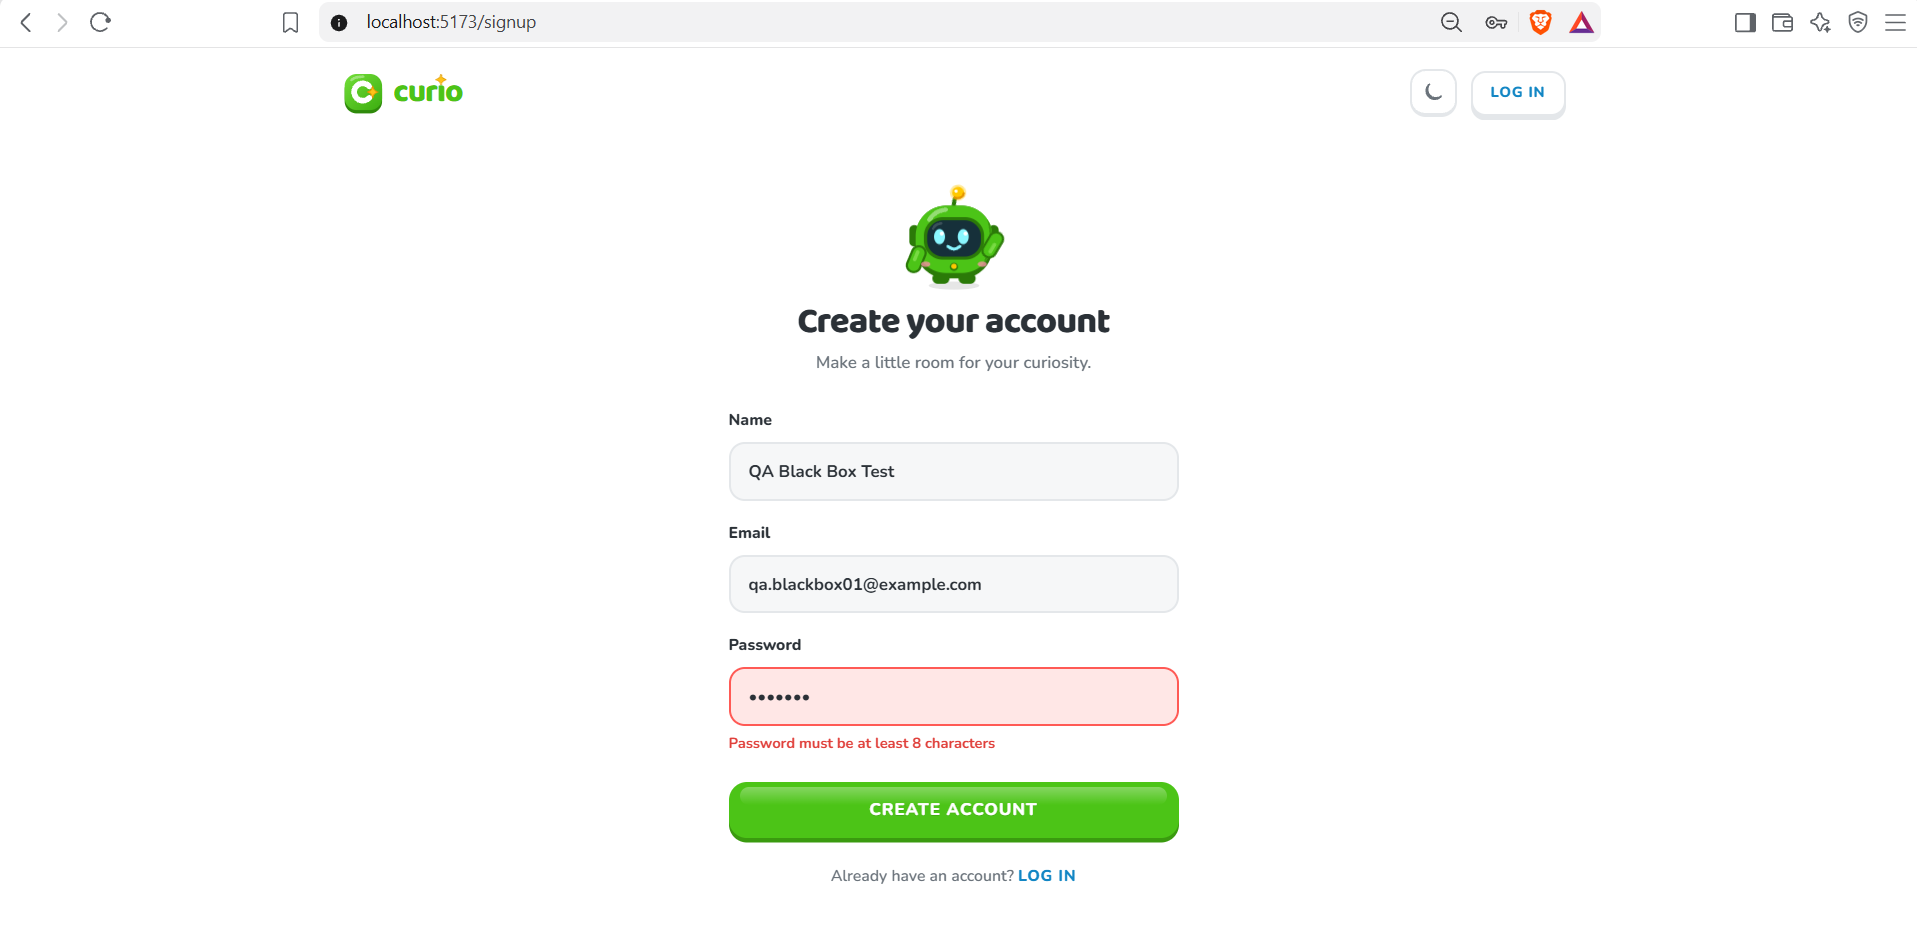 localhost:5173/signup
curio
LOG IN
Create your account
Make a little room for your curiosity.
Name
QA Black Box Test
Email
qa.blackbox01@example.com
Password
•••••••
Password must be at least 8 characters
CREATE ACCOUNT
Already have an account? LOG IN